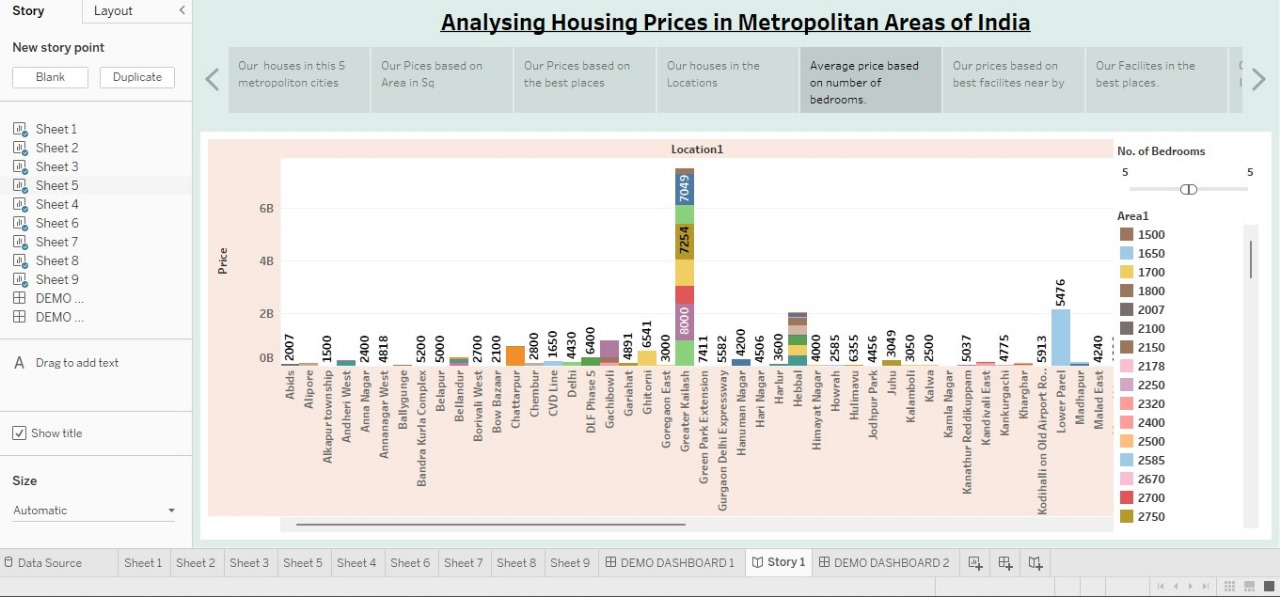 Story
Layout
Analysing Housing Prices in Metropolitan Areas of India
New story point
Blank
Duplicate
Our houses in this 5
metropoliton cities
Our Pices based on
Area in Sq
Our Prices based on
the best places
Our houses in the
Locations
Average price based
on number of
bedrooms.
Our prices based on
best facilites near by
Our Facilites in the
best places.
Sheet 1
Sheet 2
Sheet 3
Sheet 5
Sheet 4
Sheet 6
Sheet 7
Sheet 8
Sheet 9
DEMO ...
DEMO ...
A Drag to add text
Show title
Size
Automatic
Location1
Price
6B
4B
2B
0B
2007
1500
2400
4818
5200
5000
2700
2100
2800
1650
4430
6400
4891
6541
3000
7049
7254
8000
7411
5582
4200
4506
3600
4000
2585
6355
4456
3049
3050
2500
5037
4775
5913
5476
4240
Abids
Alipore
Alkapur township
Andheri West
Anna Nagar
Annanagar West
Ballygunge
Bandra Kurla Complex
Belapur
Bellandur
Borivali West
Bow Bazaar
Chattarpur
Chembur
CVD Line
Delhi
DLF Phase 5
Gachibowli
Gariahat
Ghitorni
Goregaon East
Greater Kailash
Green Park Extension
Gurgaon Delhi Expressway
Hanuman Nagar
Hari Nagar
Harlur
Hebbal
Himayat Nagar
Howrah
Hulimavu
Jodhpur Park
Juhu
Kalamboli
Kalwa
Kamla Nagar
Kanathur Reddikuppam
Kandivali East
Kankurgachi
Kharghar
Kodihalli on Old Airport Ro..
Lower Parel
Madhapur
Malad East
No. of Bedrooms
5 5
Area1
1500
1650
1700
1800
2007
2100
2150
2178
2250
2320
2400
2500
2585
2670
2700
2750
Data Source
Sheet 1
Sheet 2
Sheet 3
Sheet 5
Sheet 4
Sheet 6
Sheet 7
Sheet 8
Sheet 9
DEMO DASHBOARD 1
Story 1
DEMO DASHBOARD 2